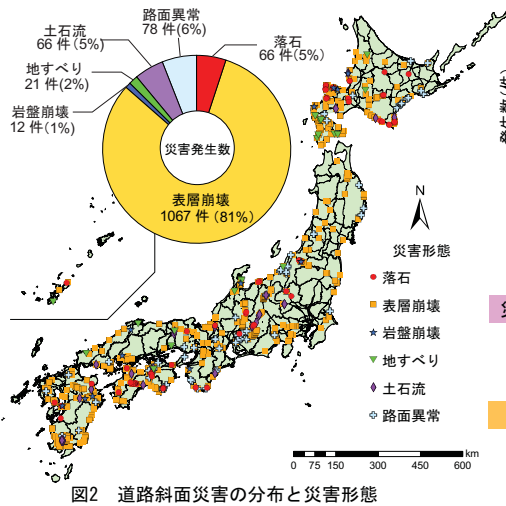 路面異常
78 件(6%)
土石流
66 件(5%)
落石
66 件(5%)
地すべり
21 件(2%)
岩盤崩壊
12 件(1%)
災害発生数
表層崩壊
1067 件 (81%)
N
災害形態
落石
表層崩壊
岩盤崩壊
地すべり
土石流
路面異常
km
0 75 150 300 450 600
図2 道路斜面災害の分布と災害形態